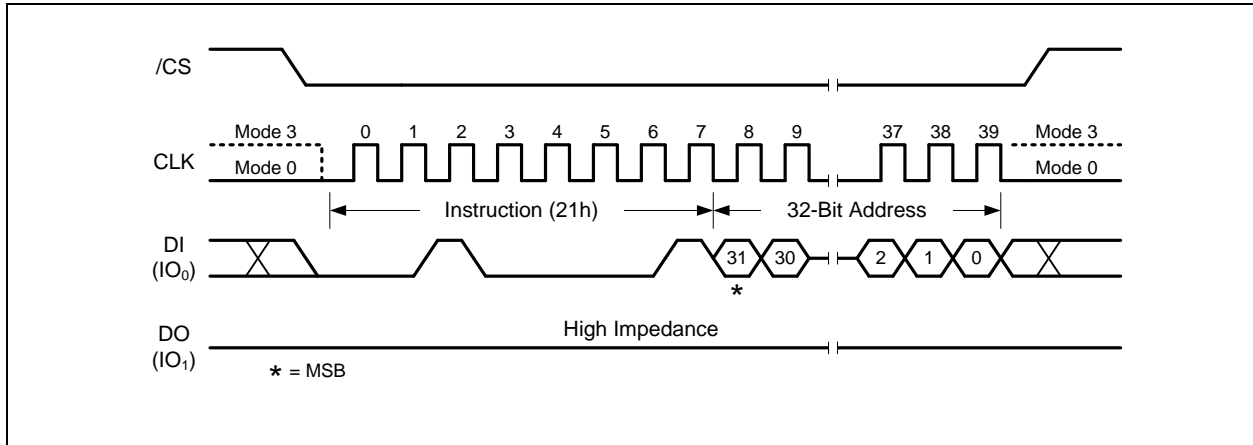 /CS
Mode 3 0 1 2 3 4 5 6 7 8 9 37 38 39 Mode 3
CLK
Mode 0 Mode 0
Instruction (21h) 32-Bit Address
DI
(IO₀)
31 30 2 1 0
*
High Impedance
DO
(IO₁)
* = MSB